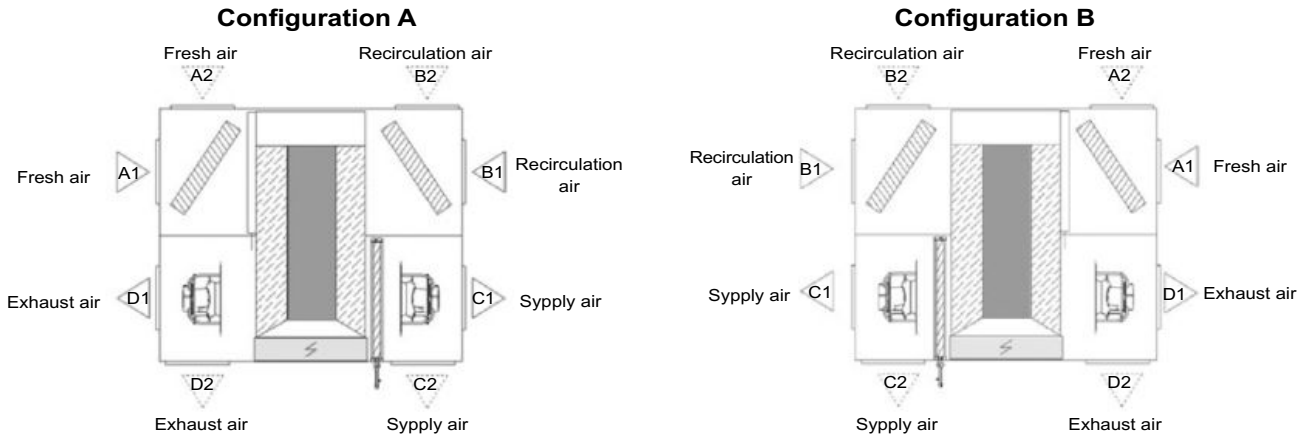 Configuration A
Fresh air
Recirculation air
A2
B2
Fresh air
A1
B1
Recirculation
air
Exhaust air
D1
C1
Sypply air
D2
C2
Exhaust air
Sypply air
Configuration B
Recirculation air
Fresh air
B2
A2
Recirculation
air
B1
A1
Fresh air
Sypply air
C1
D1
Exhaust air
C2
D2
Sypply air
Exhaust air